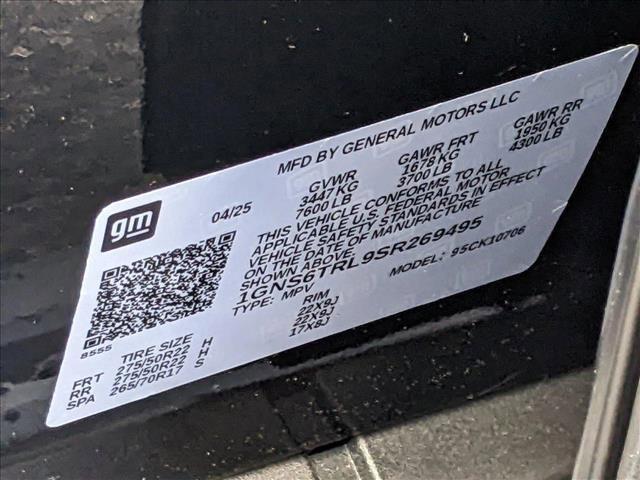 gm
04/25
MFD BY GENERAL MOTORS LLC
GVWR GAWR FRT GAWR RR
3447 KG 1678 KG 1950 KG
7600 LB 3700 LB 4300 LB
THIS VEHICLE CONFORMS TO ALL
APPLICABLE U.S. FEDERAL MOTOR
VEHICLE SAFETY STANDARDS IN EFFECT
ON THE DATE OF MANUFACTURE
SHOWN ABOVE.
1GNS6TRL9SR269495
TYPE: MPV MODEL: 95CK10706
8555
TIRE SIZE RIM
FRT 275/50R22 H 22X9J
RR 275/50R22 H
SPA 265/70R17 S 17X8J